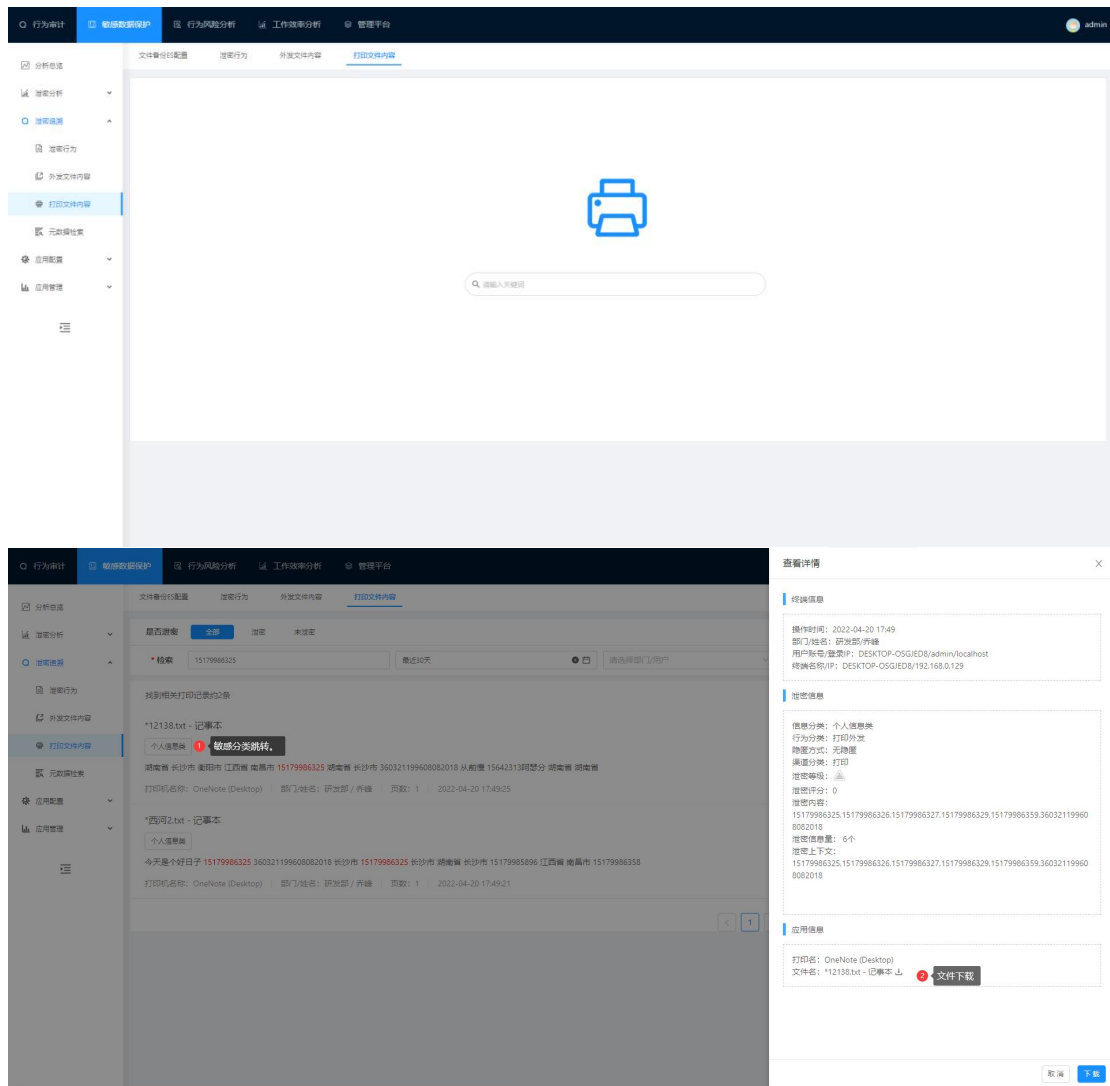 行为审计 敏感数据保护 行为风险分析 工作效率分析 管理平台 admin
文件备份ES配置 泄密行为 外发文件内容 打印文件内容
分析总览
泄密分析
泄密追溯
泄密行为
外发文件内容
打印文件内容
元数据检索
应用配置
应用管理
请输入关键词
行为审计 敏感数据保护 行为风险分析 工作效率分析 管理平台
文件备份ES配置 泄密行为 外发文件内容 打印文件内容
分析总览
泄密分析
泄密追溯
泄密行为
外发文件内容
打印文件内容
元数据检索
应用配置
应用管理
是否泄密 全部 泄密 未泄密
*检索 15179986325 最近30天 请选择部门/用户
找到相关打印记录约2条
*12138.txt - 记事本
个人信息类 1 敏感分类跳转。
湖南省 长沙市 衡阳市 江西省 南昌市 15179986325 湖南省 长沙市 360321199608082018 从前慢 15642313阿瑟分 湖南省 湖南省
打印机名称：OneNote (Desktop) 部门/姓名：研发部 / 乔峰 页数：1 2022-04-20 17:49:25
*西河2.txt - 记事本
个人信息类
今天是个好日子 15179986325 360321199608082018 长沙市 15179986325 长沙市 湖南省 长沙市 15179985896 江西省 南昌市 15179986358
打印机名称：OneNote (Desktop) 部门/姓名：研发部 / 乔峰 页数：1 2022-04-20 17:49:21
< 1
查看详情 X
终端信息
操作时间：2022-04-20 17:49
部门/姓名：研发部/乔峰
用户账号/登录IP：DESKTOP-OSGJED8/admin/localhost
终端名称/IP：DESKTOP-OSGJED8/192.168.0.129
泄密信息
信息分类：个人信息类
行为分类：打印外发
隐匿方式：无隐匿
渠道分类：打印
泄密等级：
泄密评分：0
泄密内容：
15179986325,15179986326,15179986327,15179986329,15179986359,36032119960
8082018
泄密信息量：6个
泄密上下文：
15179986325,15179986326,15179986327,15179986329,15179986359,36032119960
8082018
应用信息
打印名：OneNote (Desktop)
文件名：*12138.txt - 记事本 2 文件下载
取消 下载